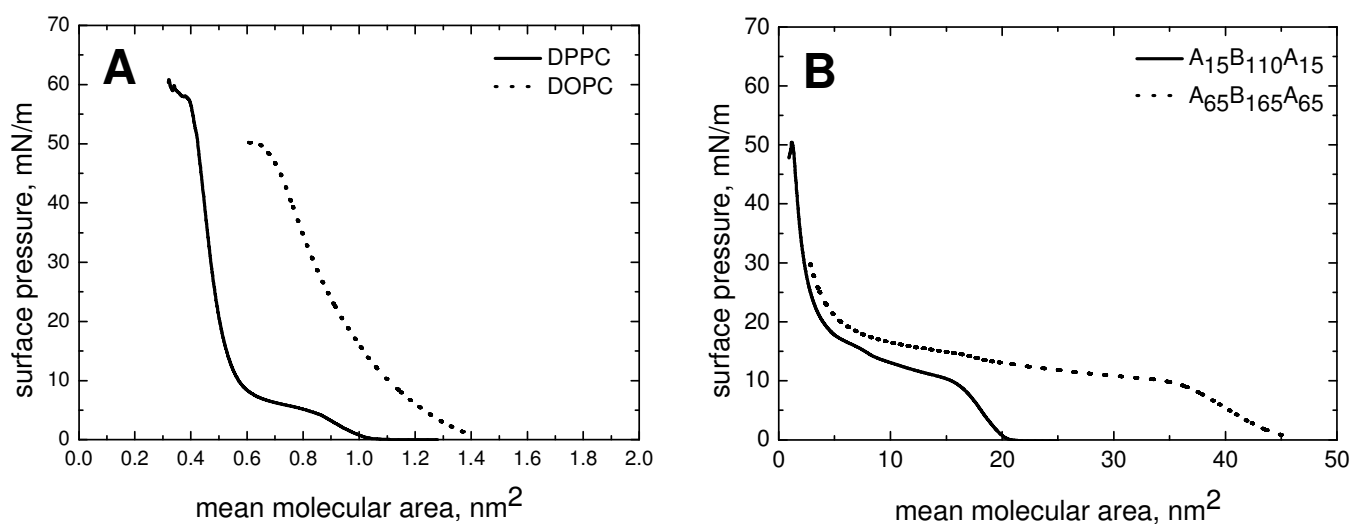 A
DPPC
DOPC
surface pressure, mN/m
70
60
50
40
30
20
10
0
0.0 0.2 0.4 0.6 0.8 1.0 1.2 1.4 1.6 1.8 2.0
mean molecular area, nm²
B
A₁₅B₁₁₀A₁₅
A₆₅B₁₆₅A₆₅
surface pressure, mN/m
70
60
50
40
30
20
10
0
0 10 20 30 40 50
mean molecular area, nm²